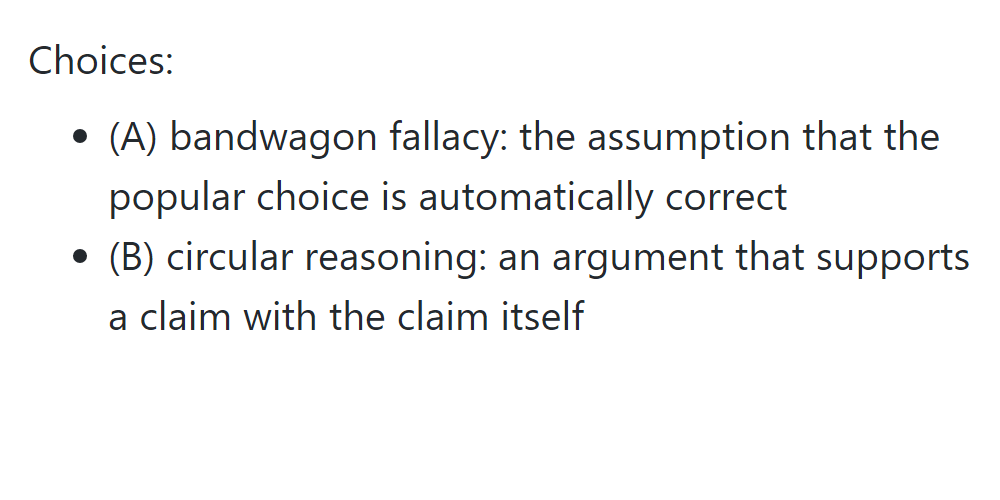 Choices:
• (A) bandwagon fallacy: the assumption that the
popular choice is automatically correct
• (B) circular reasoning: an argument that supports
a claim with the claim itself